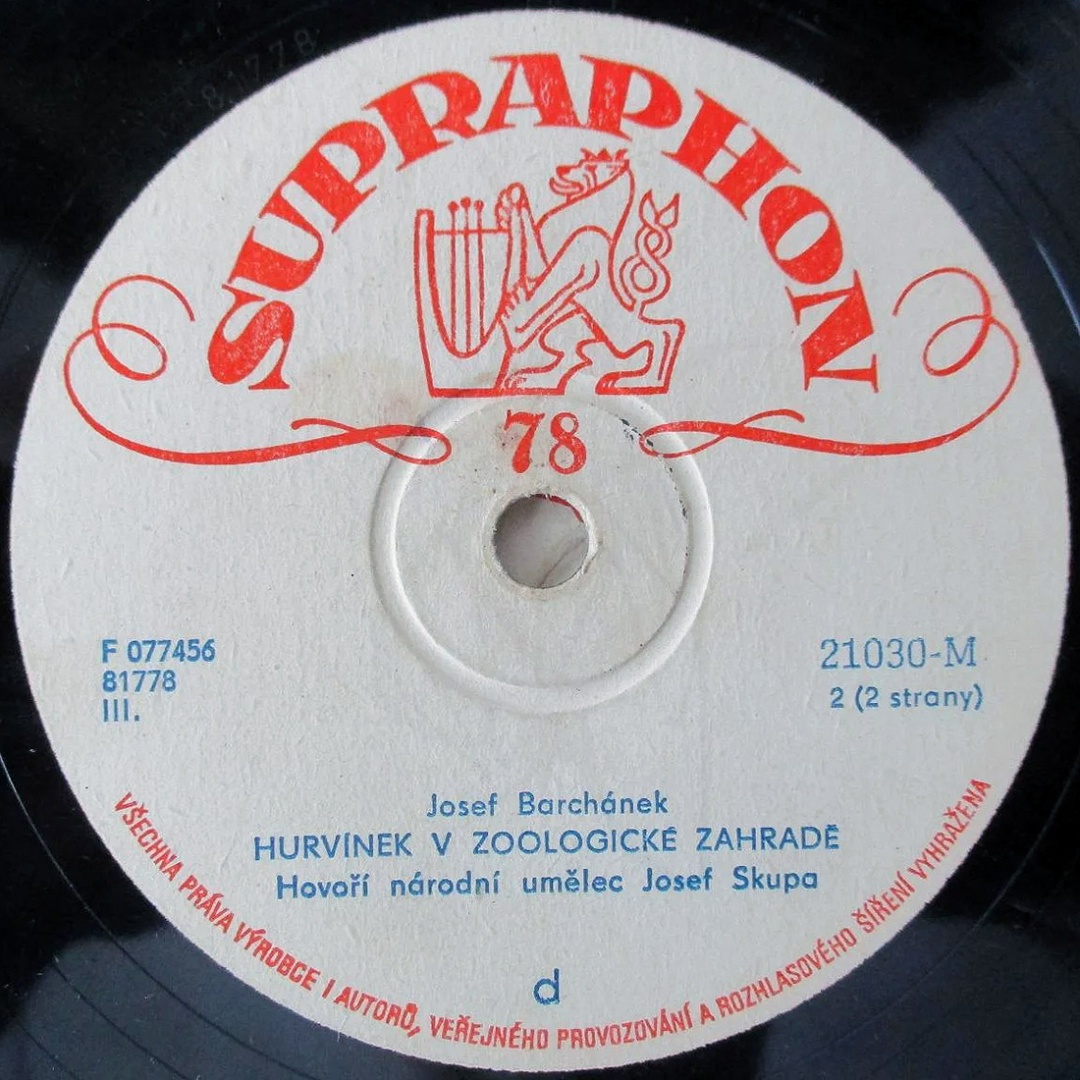 SUPRAPHON
78
F 077456
81778
III.
21030-M
2 (2 strany)
Josef Barchánek
HURVÍNEK V ZOOLOGICKÉ ZAHRADĚ
Hovoří národní umělec Josef Skupa
d
VŠECHNA PRÁVA VÝROBCE I AUTORŮ, VEŘEJNÉHO PROVOZOVÁNÍ A ROZHLASOVÉHO ŠÍŘENÍ VYHRAŽENA
81778